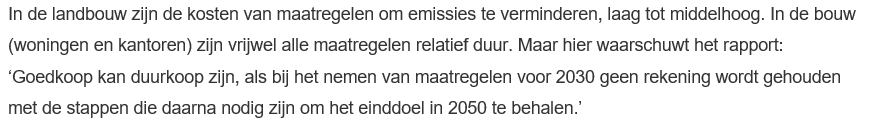 In de landbouw zijn de kosten van maatregelen om emissies te verminderen, laag tot middelhoog. In de bouw
(woningen en kantoren) zijn vrijwel alle maatregelen relatief duur. Maar hier waarschuwt het rapport:
‘Goedkoop kan duurkoop zijn, als bij het nemen van maatregelen voor 2030 geen rekening wordt gehouden
met de stappen die daarna nodig zijn om het einddoel in 2050 te behalen.’